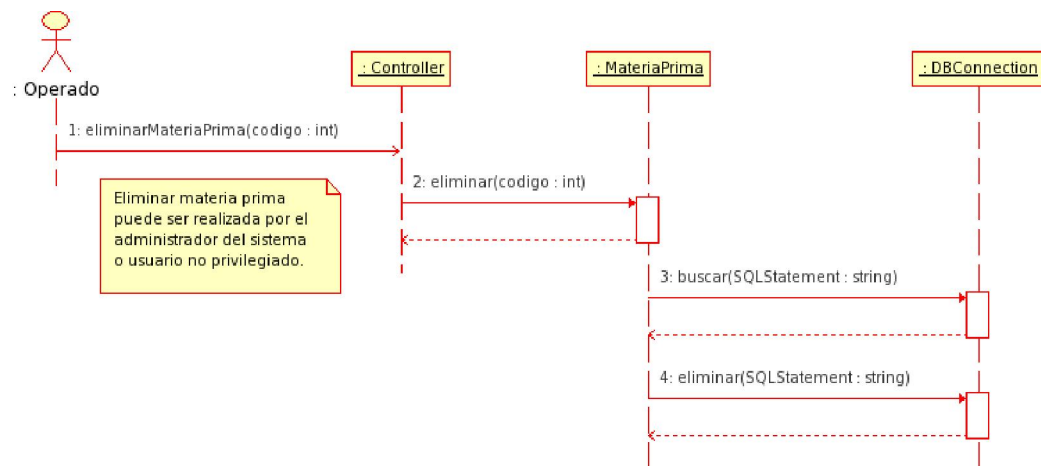 : Operado
: Controller
: MateriaPrima
: DBConnection
1: eliminarMateriaPrima(codigo : int)
2: eliminar(codigo : int)
Eliminar materia prima
puede ser realizada por el
administrador del sistema
o usuario no privilegiado.
3: buscar(SQLStatement : string)
4: eliminar(SQLStatement : string)